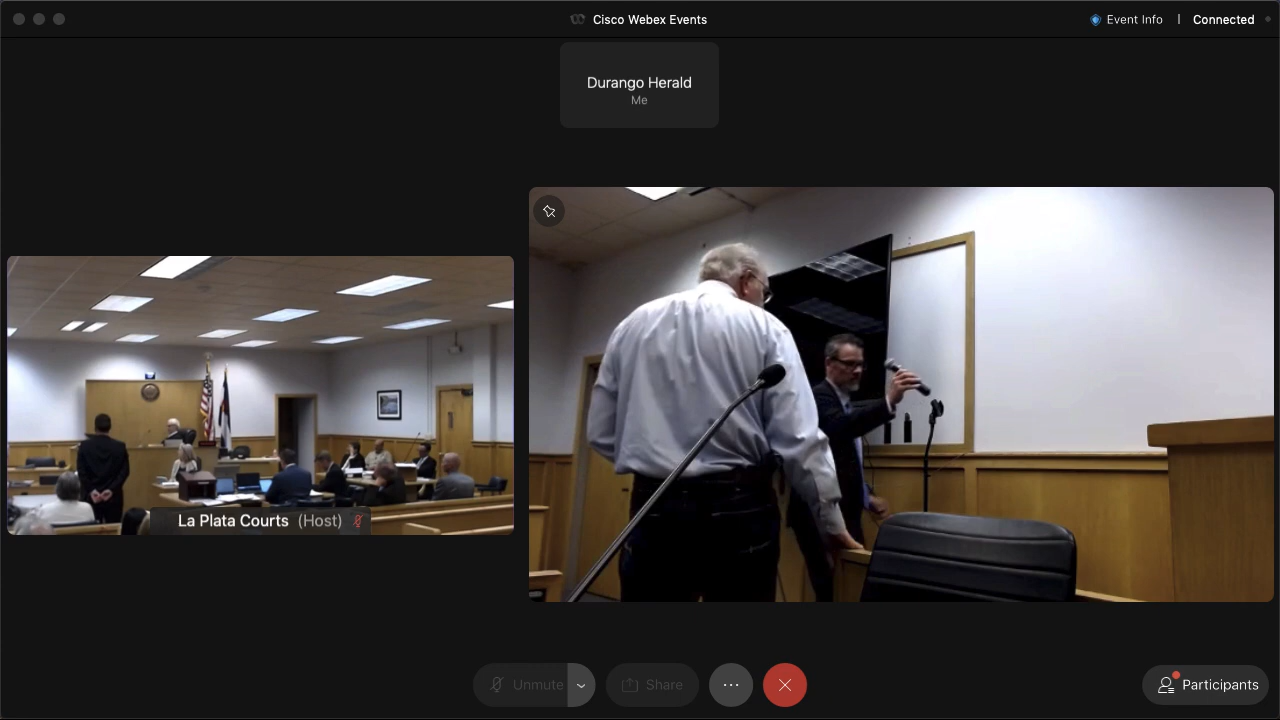 Cisco Webex Events
Event Info | Connected
Durango Herald
Me
La Plata Courts (Host)
Unmute
Share
Participants